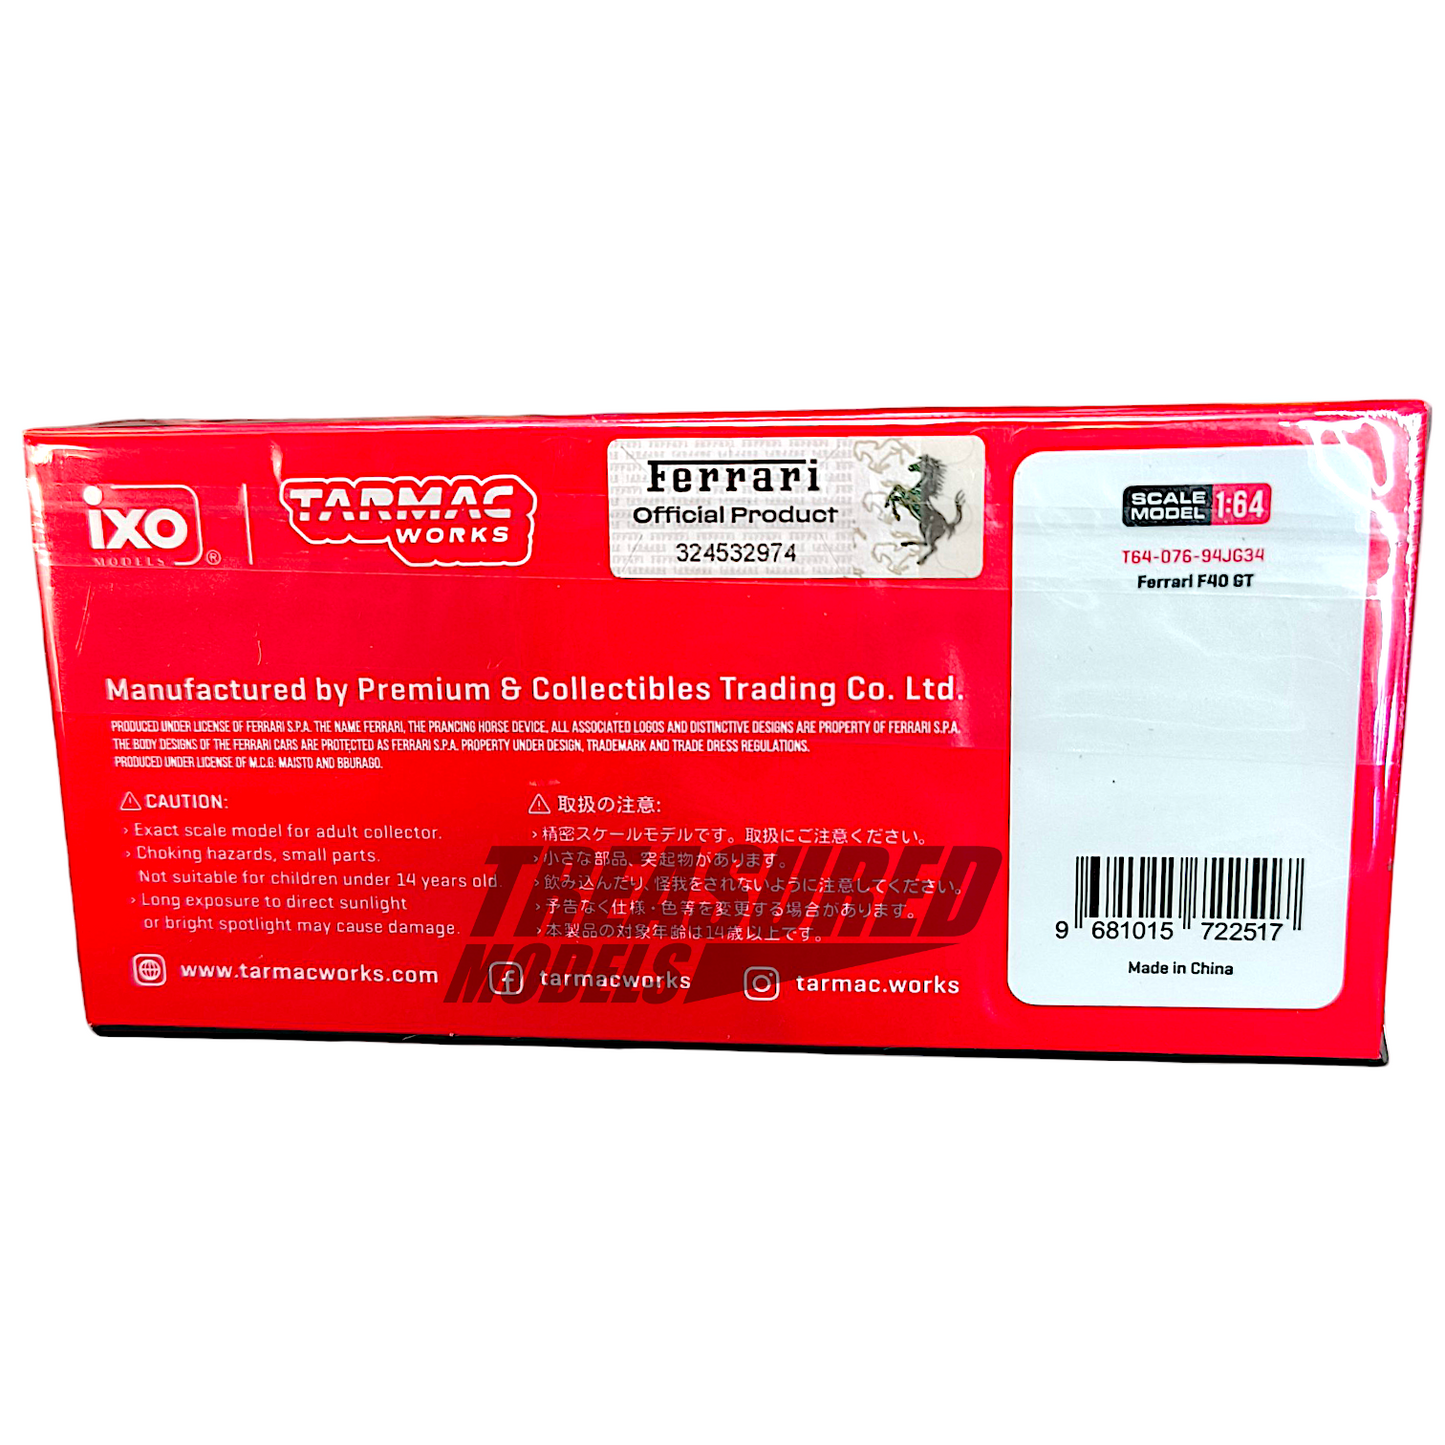 ixo
MODELS ®
TARMAC
WORKS
Ferrari
Official Product
324532974
SCALE
MODEL 1:64
T64-076-94JG34
Ferrari F40 GT
Manufactured by Premium & Collectibles Trading Co. Ltd.
PRODUCED UNDER LICENSE OF FERRARI S.P.A. THE NAME FERRARI, THE PRANCING HORSE DEVICE, ALL ASSOCIATED LOGOS AND DISTINCTIVE DESIGNS ARE PROPERTY OF FERRARI S.P.A.
THE BODY DESIGNS OF THE FERRARI CARS ARE PROTECTED AS FERRARI S.P.A. PROPERTY UNDER DESIGN, TRADEMARK AND TRADE DRESS REGULATIONS.
PRODUCED UNDER LICENSE OF M.C.G: MAISTO AND BBURAGO.
CAUTION:
› Exact scale model for adult collector.
› Choking hazards, small parts.
Not suitable for children under 14 years old.
› Long exposure to direct sunlight
or bright spotlight may cause damage.
取扱の注意:
› 精密スケールモデルです。取扱にご注意ください。
› 小さな部品、突起物があります。
› 飲み込んだり、怪我をされないように注意してください。
› 予告なく仕様・色等を変更する場合があります。
› 本製品の対象年齢は14歳以上です。
TREASURED
MODELS
www.tarmacworks.com
tarmacworks
tarmac.works
9 681015 722517
Made in China